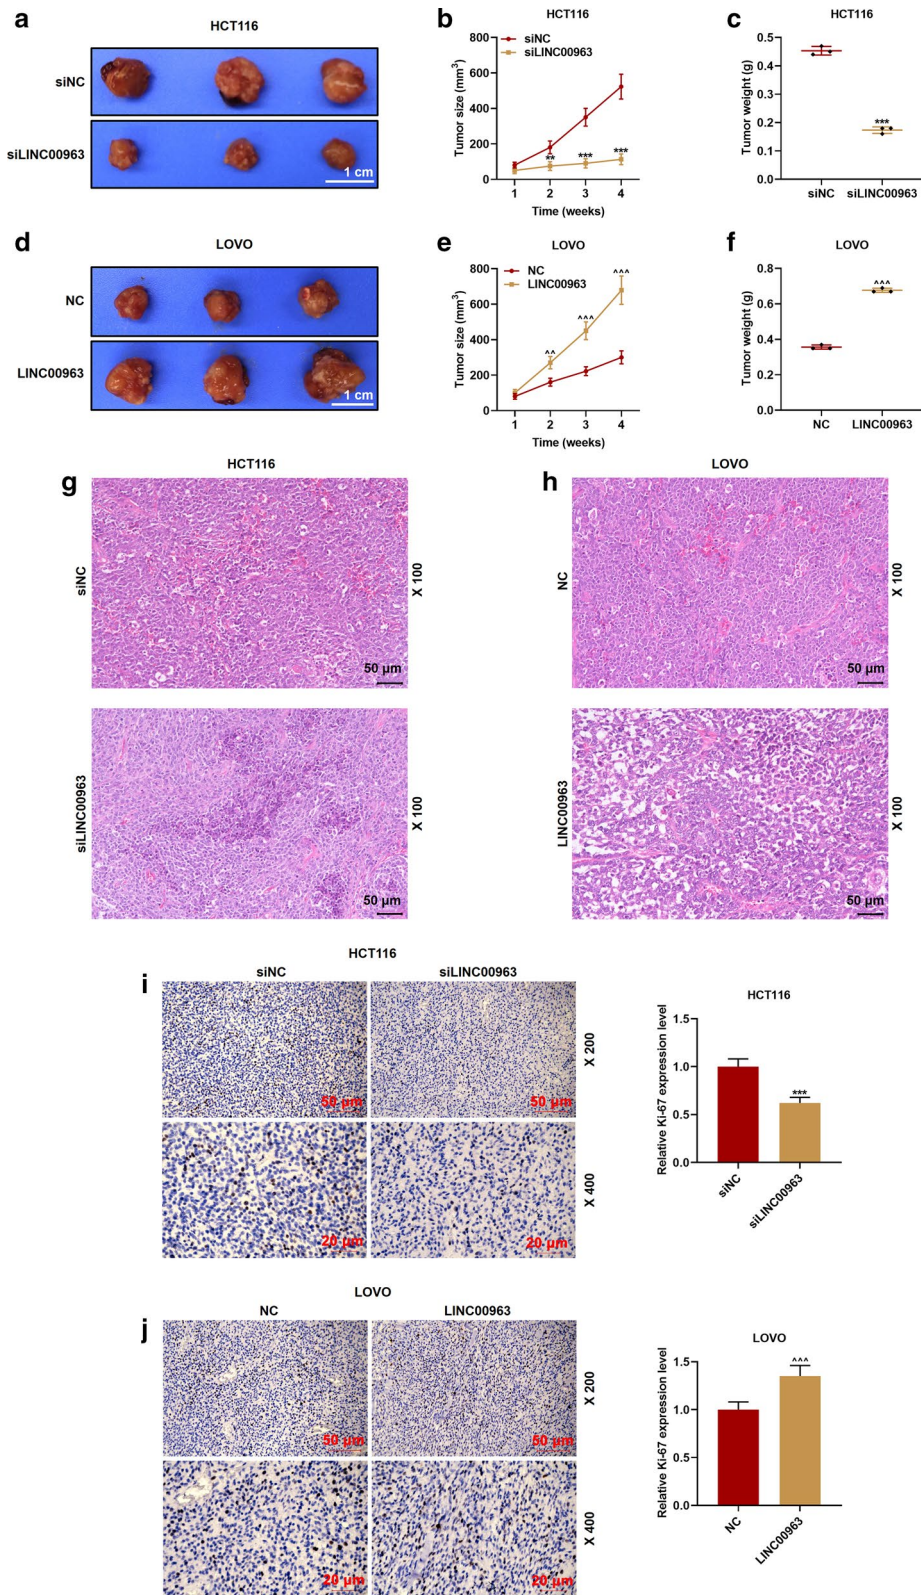 a
HCT116
siNC
siLINC00963
1 cm
b
HCT116
siNC
siLINC00963
Tumor size (mm3)
800
600
400
200
0
** *** ***
1 2 3 4
Time (weeks)
c
HCT116
Tumor weight (g)
0.5
0.4
0.3
0.2
0.1
0.0
***
siNC siLINC00963
d
LOVO
NC
LINC00963
1 cm
e
LOVO
NC
LINC00963
Tumor size (mm3)
800
600
400
200
0
^^ ^^^ ^^^
1 2 3 4
Time (weeks)
f
LOVO
Tumor weight (g)
0.8
0.6
0.4
0.2
0.0
^^^
NC LINC00963
g
HCT116
siNC
X 100
50 μm
siLINC00963
X 100
50 μm
h
LOVO
NC
X 100
50 μm
LINC00963
X 100
50 μm
i
HCT116
siNC siLINC00963
X 200
50 μm 50 μm
X 400
20 μm 20 μm
HCT116
Relative Ki-67 expression level
1.5
1.0
0.5
0.0
***
siNC
siLINC00963
j
LOVO
NC LINC00963
X 200
50 μm 50 μm
X 400
20 μm 20 μm
LOVO
Relative Ki-67 expression level
1.5
1.0
0.5
0.0
^^^
NC
LINC00963